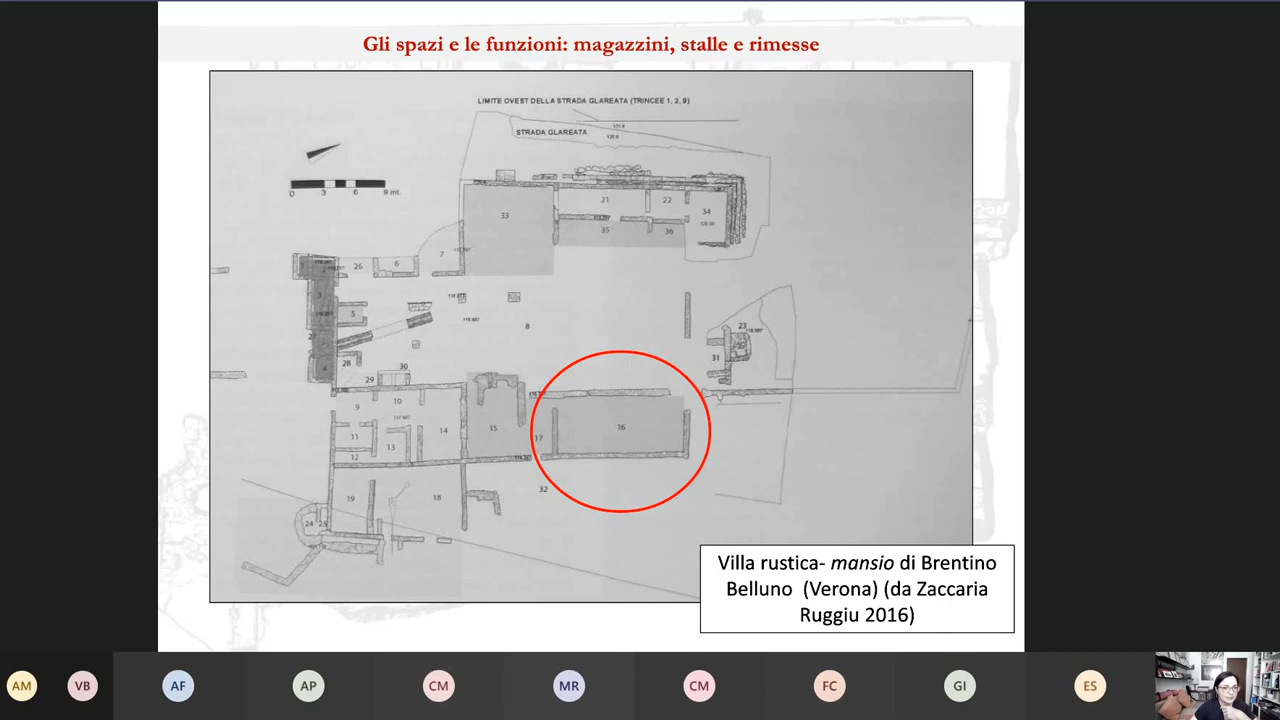 Gli spazi e le funzioni: magazzini, stalle e rimesse
LIMITE OVEST DELLA STRADA GLAREATA (TRINCEE 1, 2, 9)
STRADA GLAREATA
0 3 6 9 mt.
21
22
33
34
35
36
7
26
6
5
8
23
31
28
29
30
4
9
10
11
12
13
14
15
16
17
18
19
32
24
25
Villa rustica- mansio di Brentino
Belluno (Verona) (da Zaccaria
Ruggiu 2016)
AM
VB
AF
AP
CM
MR
CM
FC
GI
ES